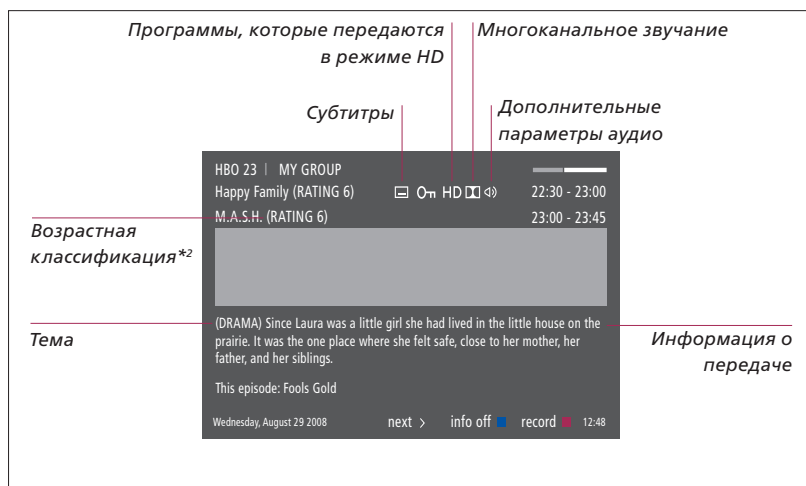 Программы, которые передаются
в режиме HD
Многоканальное звучание
Субтитры
Дополнительные
параметры аудио
HBO 23 | MY GROUP
Happy Family (RATING 6) HD 22:30 - 23:00
M.A.S.H. (RATING 6) 23:00 - 23:45
Возрастная
классификация*2
(DRAMA) Since Laura was a little girl she had lived in the little house on the
prairie. It was the one place where she felt safe, close to her mother, her
father, and her siblings.
Тема
Информация о
передаче
This episode: Fools Gold
Wednesday, August 29 2008 next > info off record 12:48